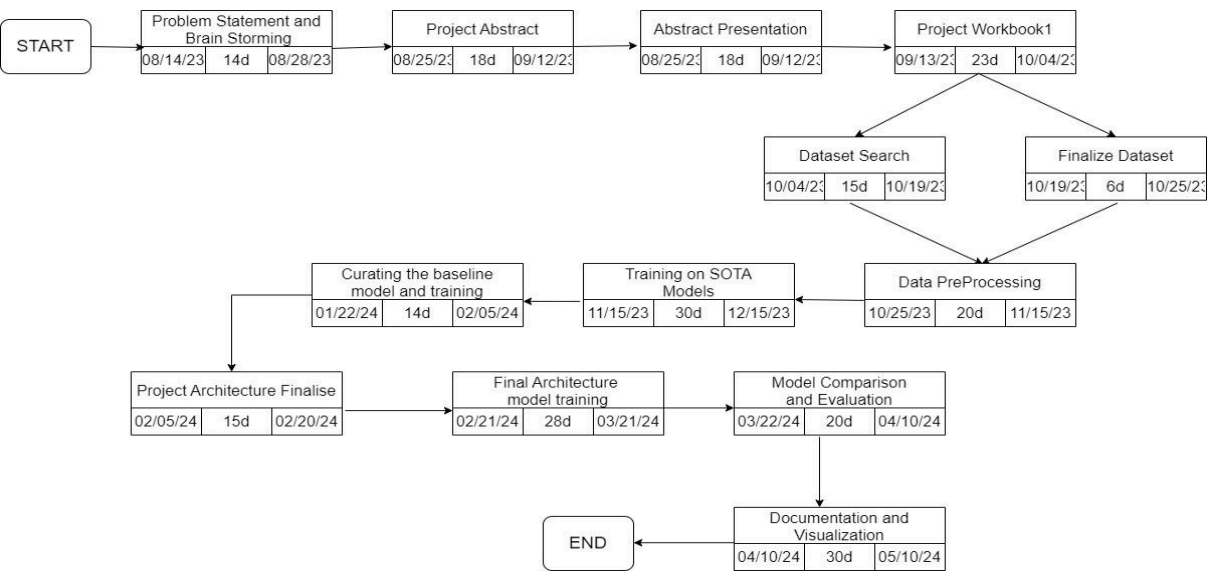 START
Problem Statement and
Brain Storming
08/14/23 14d 08/28/23
Project Abstract
08/25/23 18d 09/12/23
Abstract Presentation
08/25/23 18d 09/12/23
Project Workbook1
09/13/23 23d 10/04/23
Dataset Search
10/04/23 15d 10/19/23
Finalize Dataset
10/19/23 6d 10/25/23
Curating the baseline
model and training
01/22/24 14d 02/05/24
Training on SOTA
Models
11/15/23 30d 12/15/23
Data PreProcessing
10/25/23 20d 11/15/23
Project Architecture Finalise
02/05/24 15d 02/20/24
Final Architecture
model training
02/21/24 28d 03/21/24
Model Comparison
and Evaluation
03/22/24 20d 04/10/24
END
Documentation and
Visualization
04/10/24 30d 05/10/24